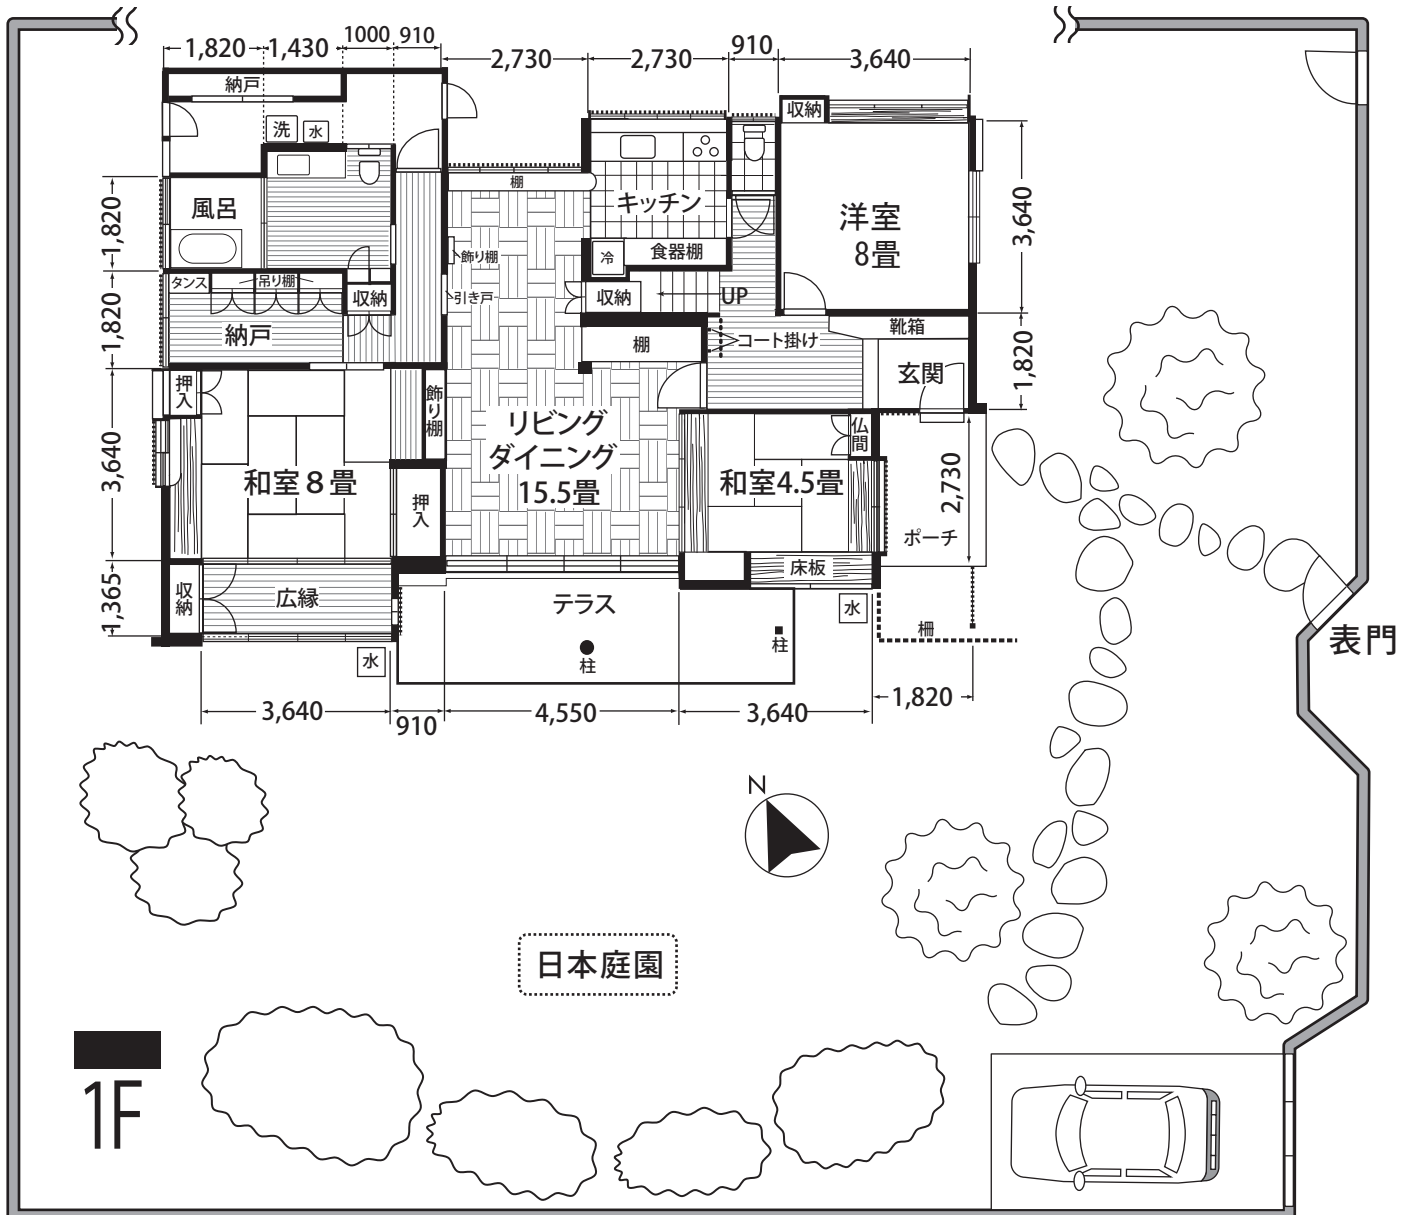 1,820
1,430
1000
910
2,730
2,730
910
3,640
納戸
収納
洗
水
棚
キッチン
風呂
洋室
8畳
3,640
1,820
冷
食器棚
飾り棚
タンス
吊り棚
引き戸
収納
収納
UP
1,820
納戸
棚
コート掛け
靴箱
1,820
玄関
押入
飾り棚
リビング
ダイニング
15.5畳
仏間
3,640
和室8畳
押入
和室4.5畳
2,730
ポーチ
1,365
収納
広縁
テラス
床板
水
柵
表門
水
柱
柱
3,640
910
4,550
3,640
1,820
N
日本庭園
1F